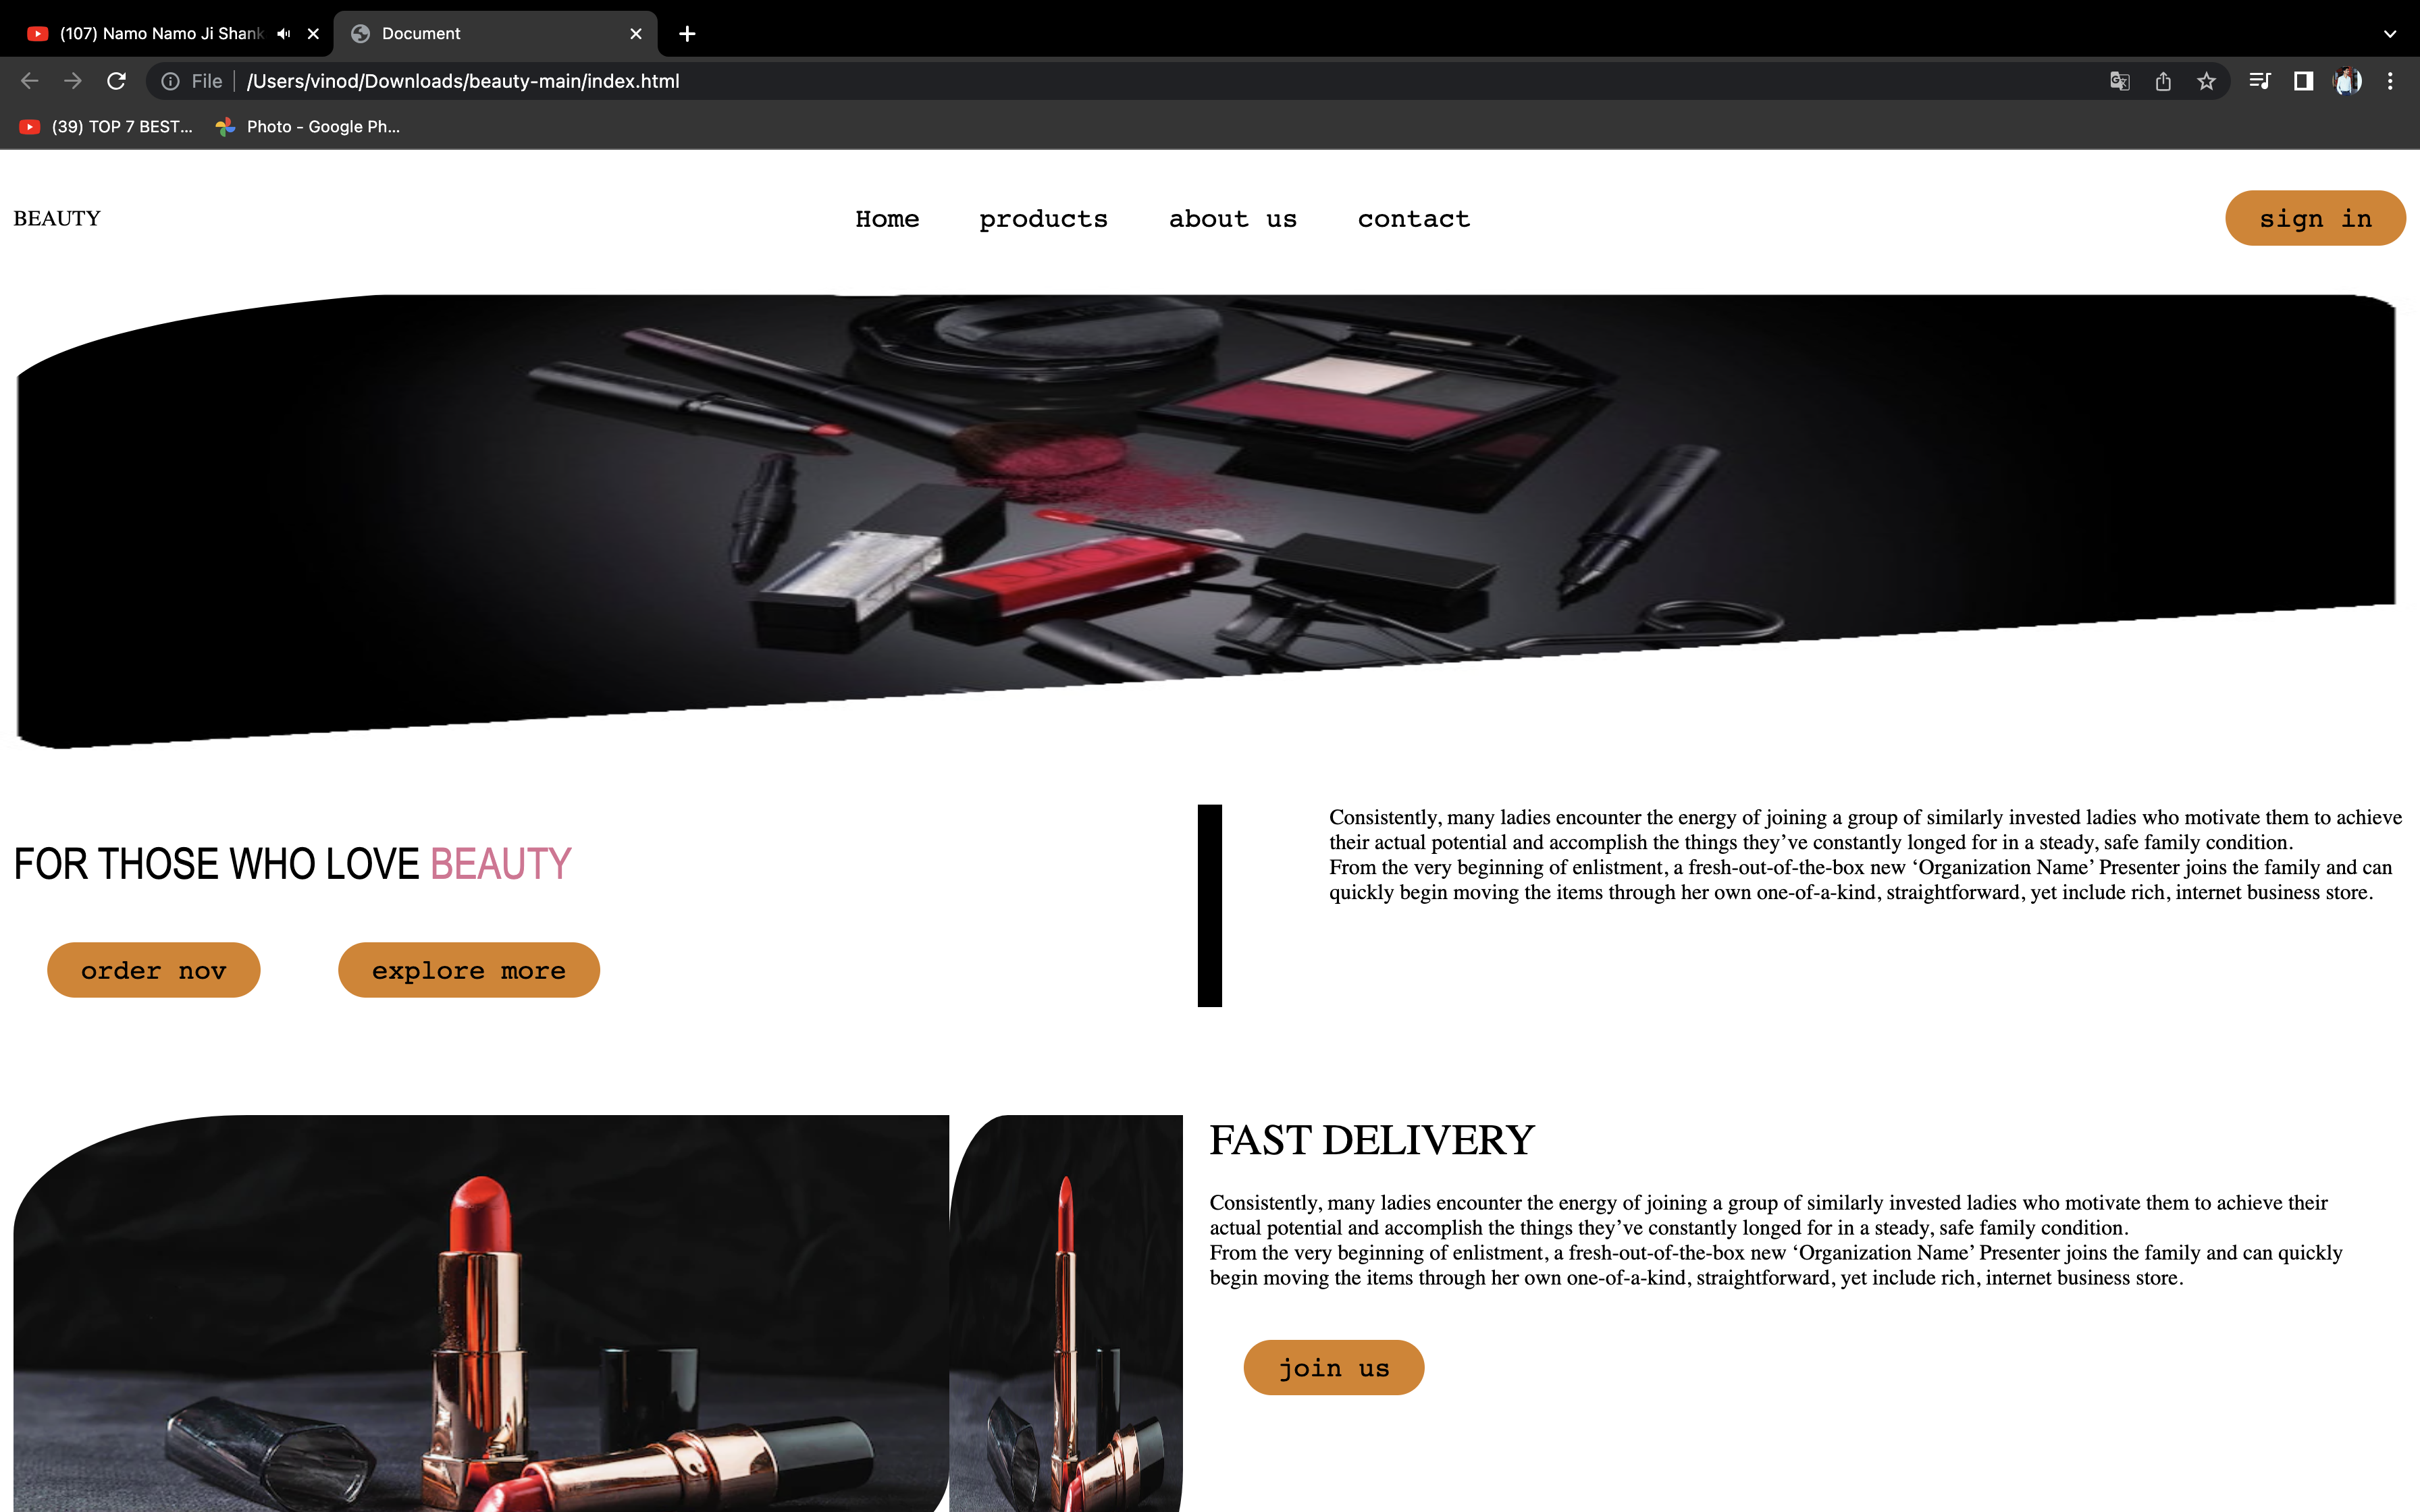 (107) Namo Namo Ji Shank
Document
File
/Users/vinod/Downloads/beauty-main/index.html
(39) TOP 7 BEST...
Photo - Google Ph...
BEAUTY
Home
products
about us
contact
sign in
FOR THOSE WHO LOVE BEAUTY
order nov
explore more
Consistently, many ladies encounter the energy of joining a group of similarly invested ladies who motivate them to achieve
their actual potential and accomplish the things they’ve constantly longed for in a steady, safe family condition.
From the very beginning of enlistment, a fresh-out-of-the-box new ‘Organization Name’ Presenter joins the family and can
quickly begin moving the items through her own one-of-a-kind, straightforward, yet include rich, internet business store.
FAST DELIVERY
Consistently, many ladies encounter the energy of joining a group of similarly invested ladies who motivate them to achieve their
actual potential and accomplish the things they’ve constantly longed for in a steady, safe family condition.
From the very beginning of enlistment, a fresh-out-of-the-box new ‘Organization Name’ Presenter joins the family and can quickly
begin moving the items through her own one-of-a-kind, straightforward, yet include rich, internet business store.
join us